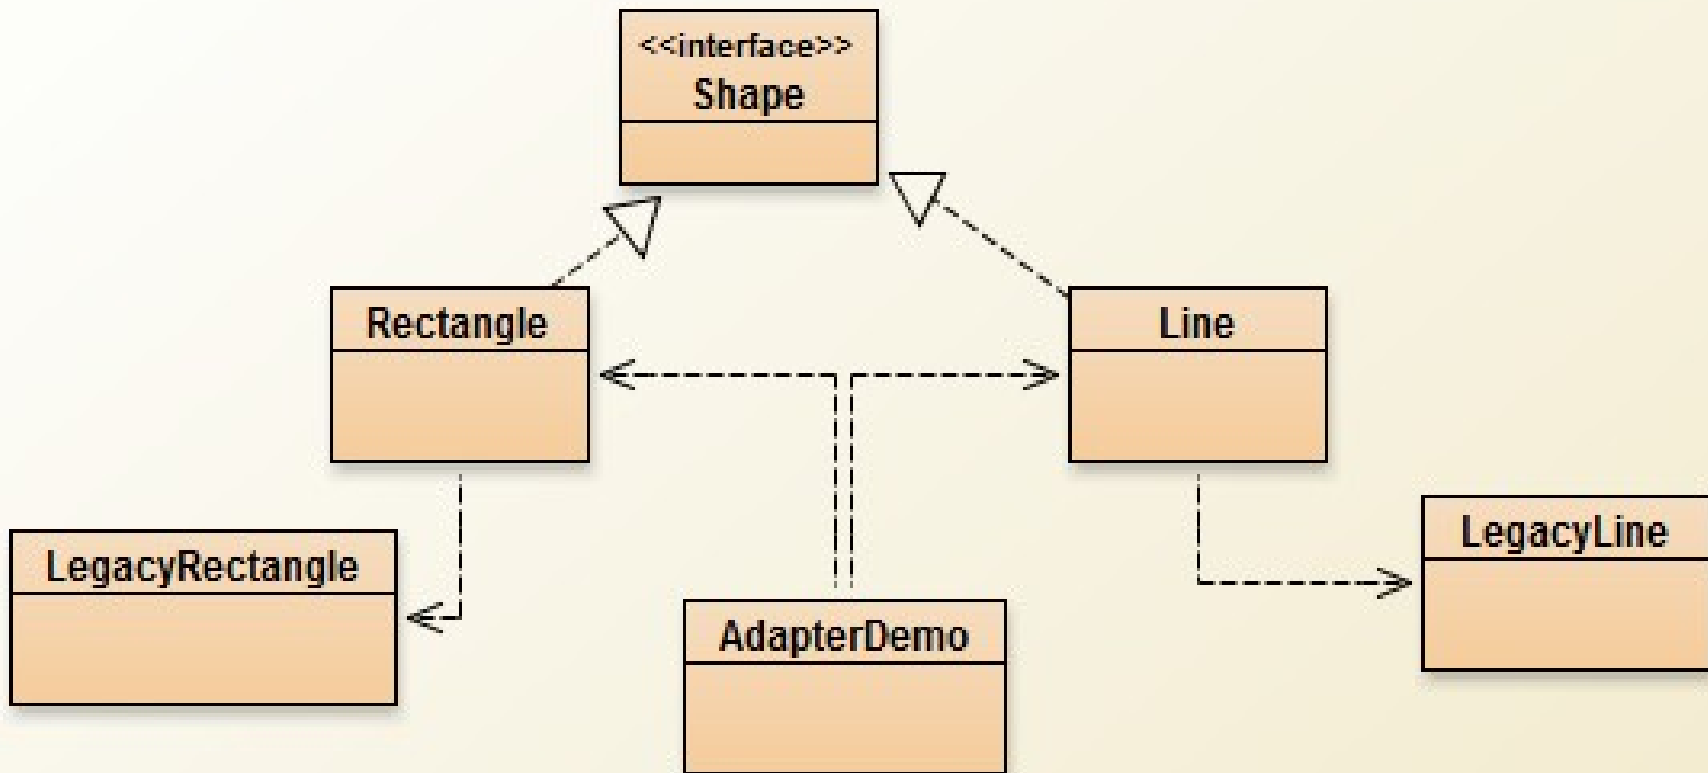 <<interface>>
Shape
Rectangle
Line
LegacyRectangle
AdapterDemo
LegacyLine